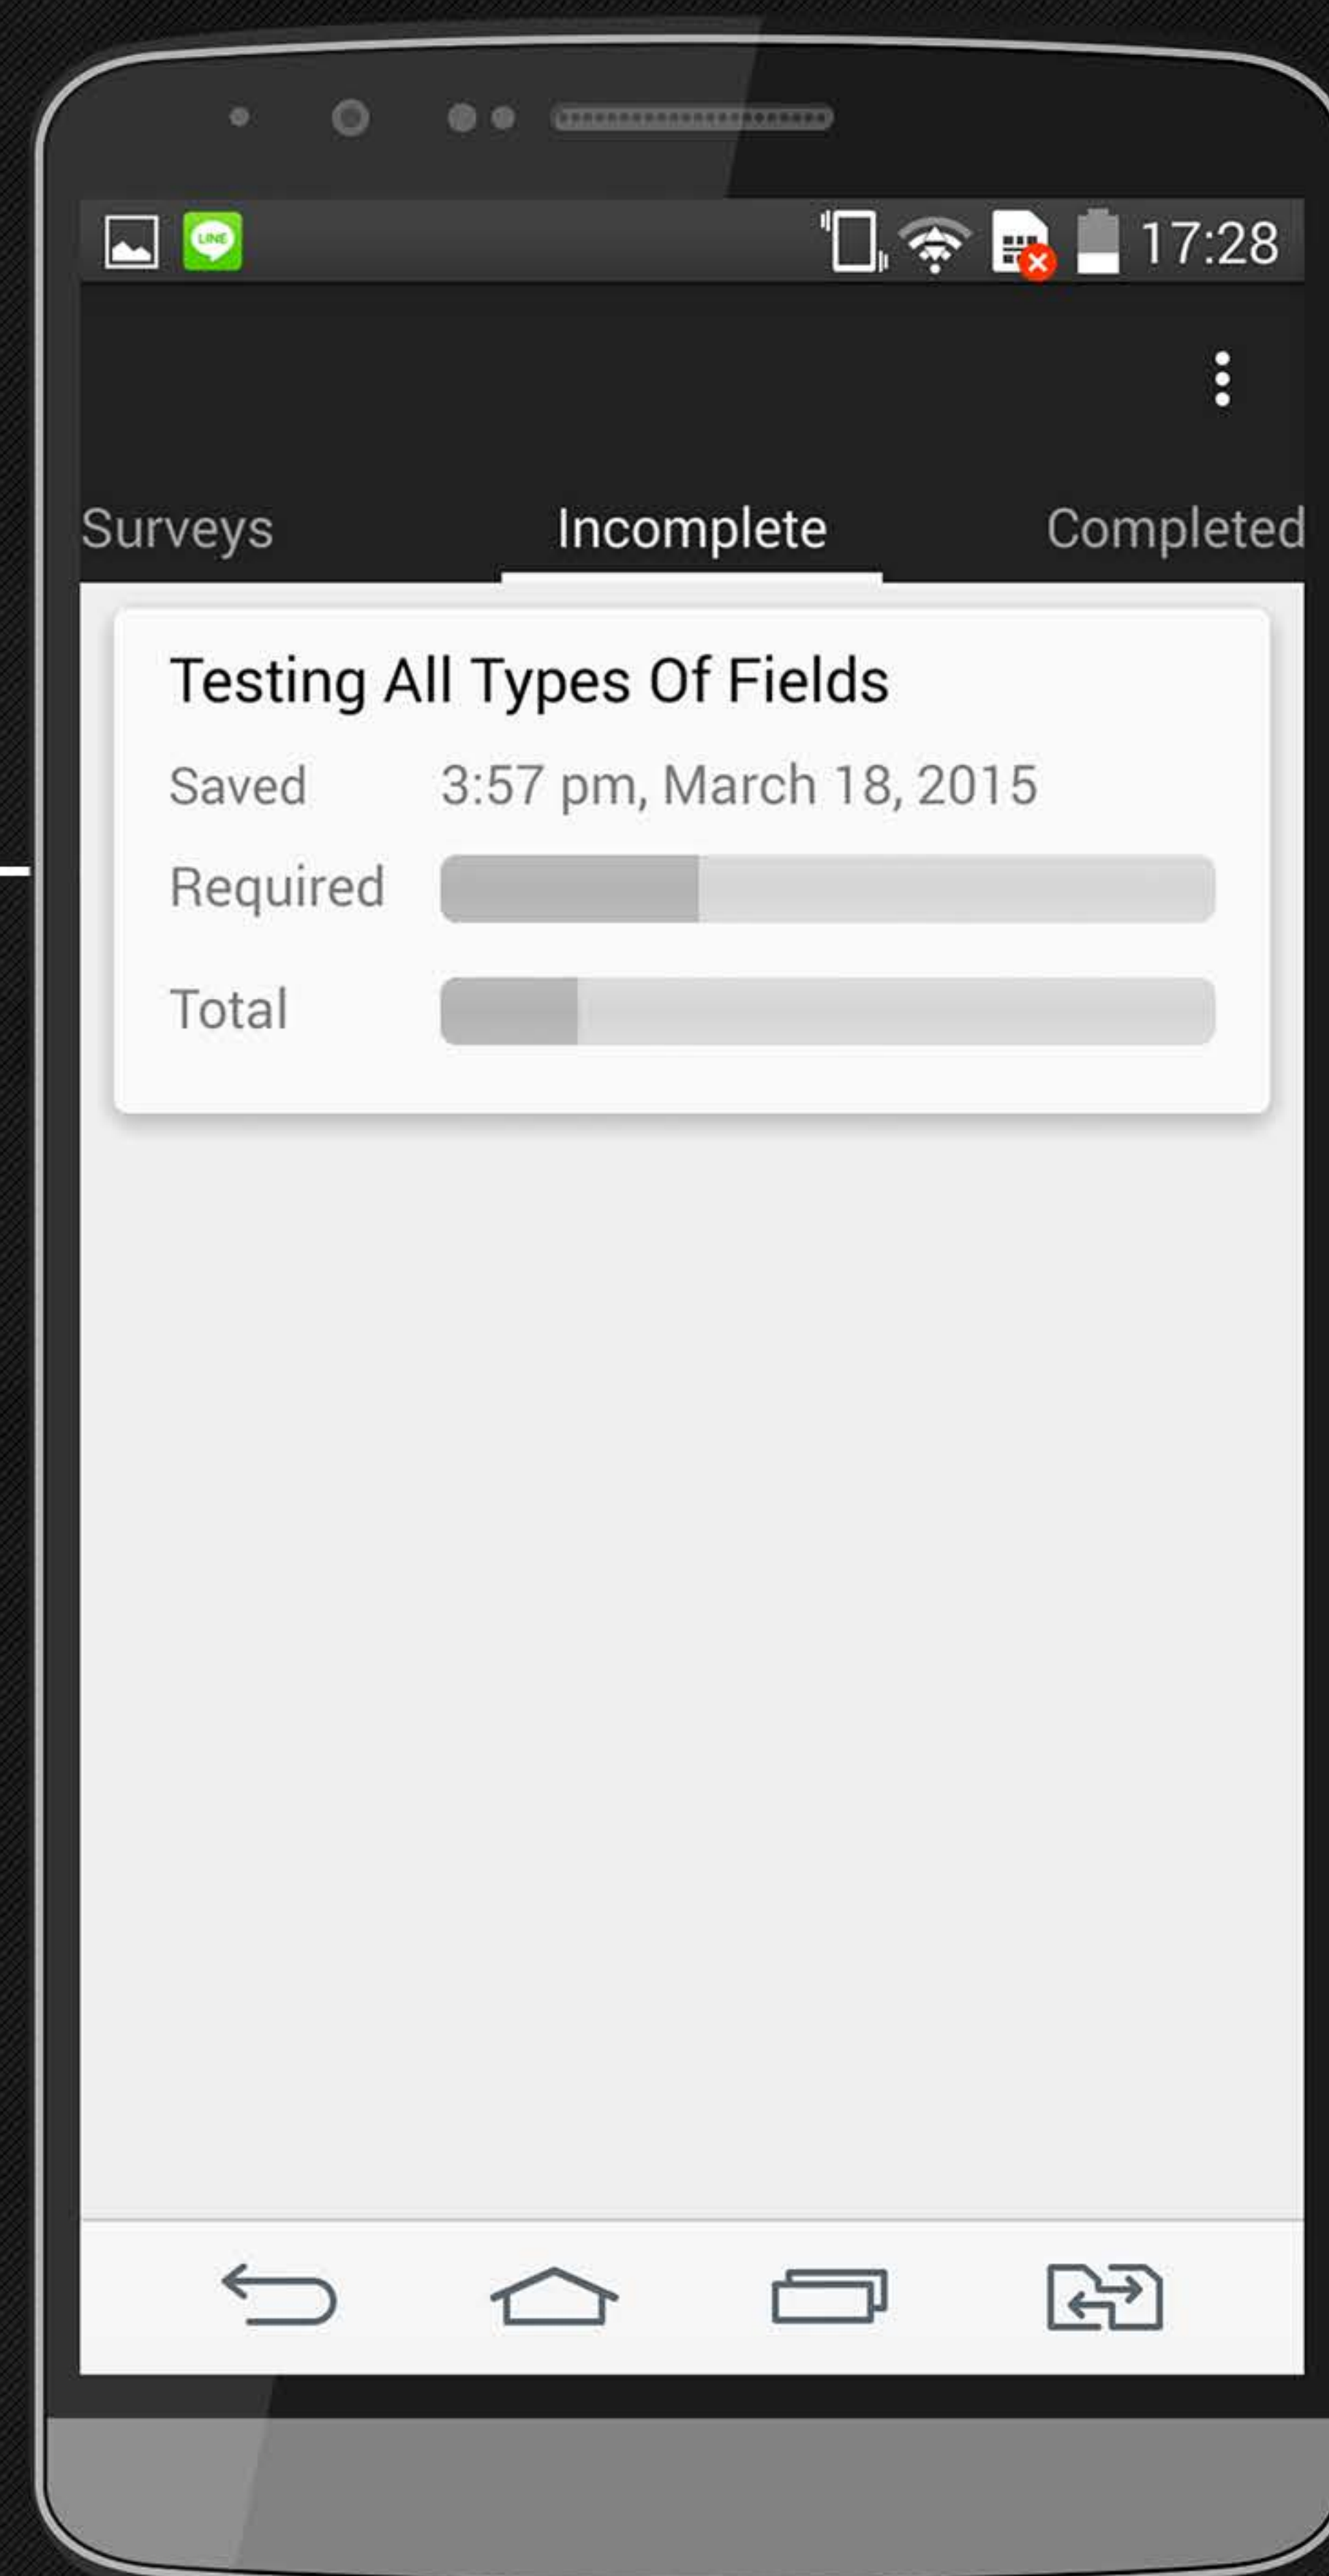 LINE
17:28
Surveys Incomplete Completed
Testing All Types Of Fields
Saved 3:57 pm, March 18, 2015
Required
Total